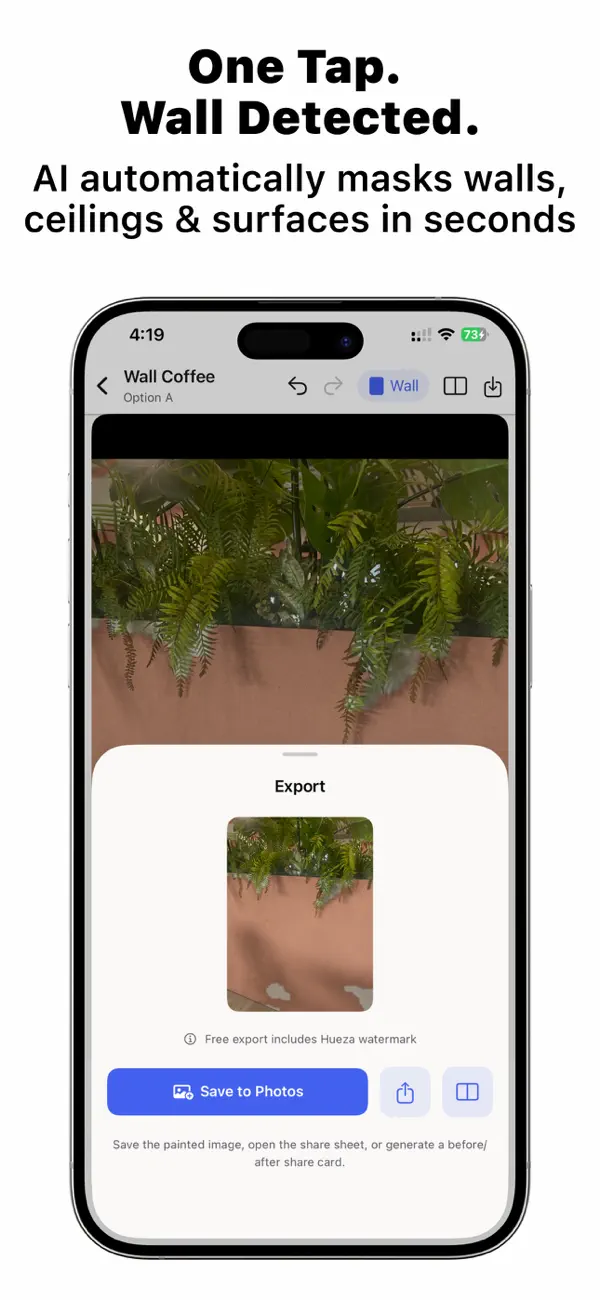 One Tap.
Wall Detected.
AI automatically masks walls,
ceilings & surfaces in seconds
4:19
73
Wall Coffee
Option A
Wall
Export
Free export includes Hueza watermark
Save to Photos
Save the painted image, open the share sheet, or generate a before/
after share card.